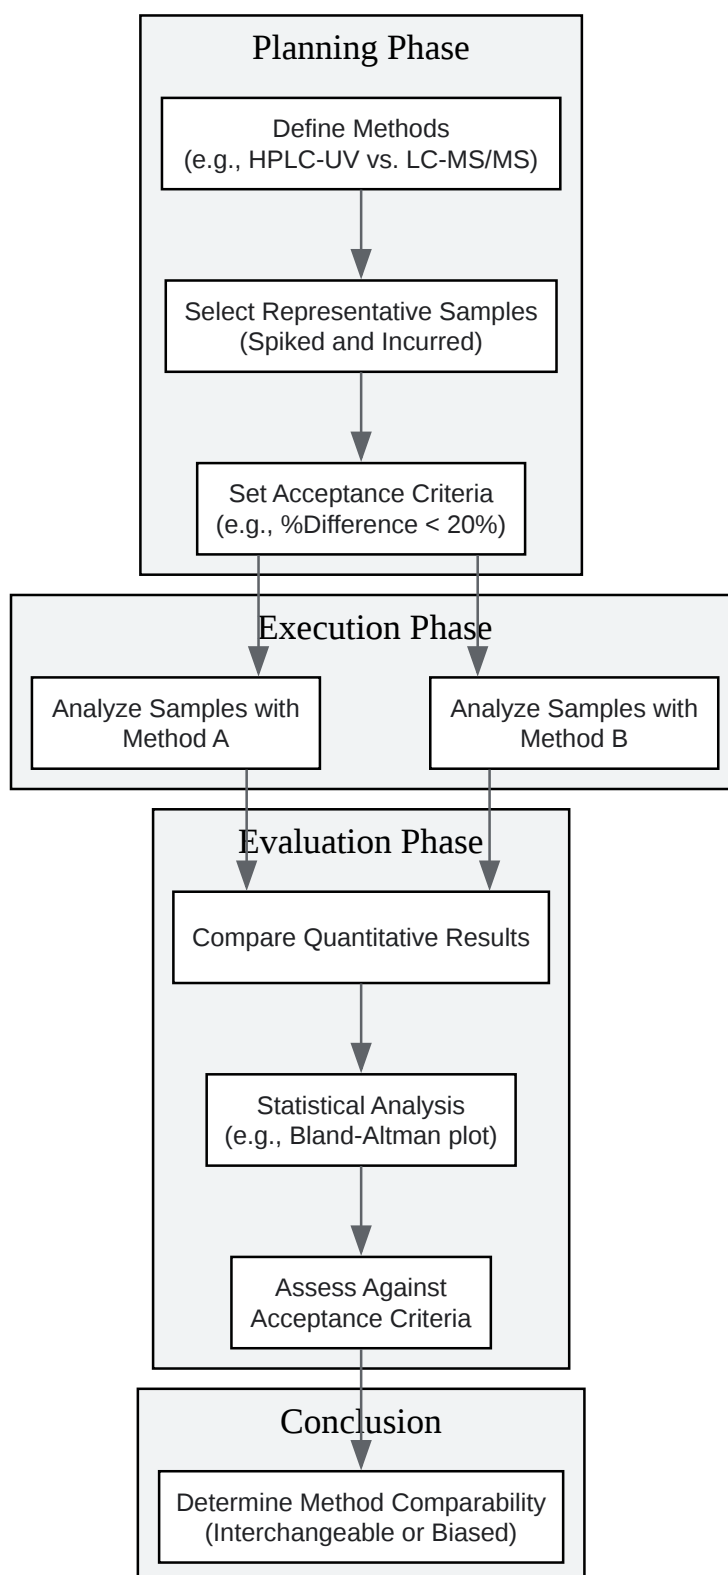 Planning Phase
Define Methods
(e.g., HPLC-UV vs. LC-MS/MS)
Select Representative Samples
(Spiked and Incurred)
Set Acceptance Criteria
(e.g., %Difference < 20%)
Execution Phase
Analyze Samples with
Method A
Analyze Samples with
Method B
Evaluation Phase
Compare Quantitative Results
Statistical Analysis
(e.g., Bland-Altman plot)
Assess Against
Acceptance Criteria
Conclusion
Determine Method Comparability
(Interchangeable or Biased)